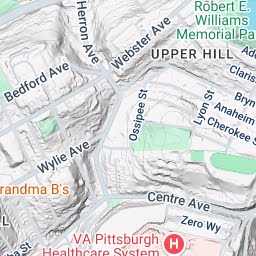 Robert E.
Williams
Memorial Pa
Herron Ave
Webster Ave
UPPER HILL
Bedford Ave
Claris
Bryn
Anaheim
Cherokee S
Lyon St
Ossipee St
Wylie Ave
randma B's
Centre Ave
Zero Wy
VA Pittsburgh
Healthcare System
H